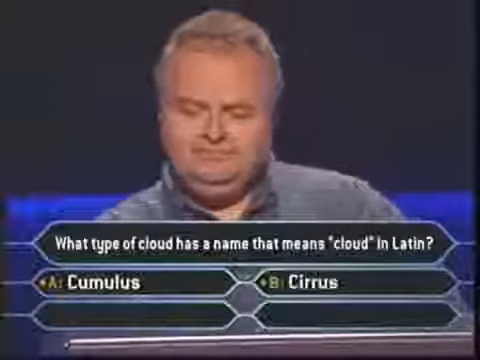 What type of cloud has a name that means "cloud" in Latin?
A: Cumulus
B: Cirrus